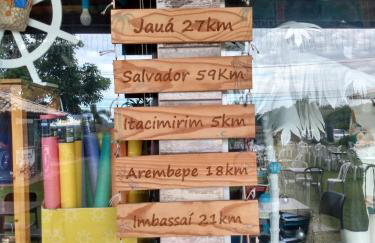 Jauá 27km
Salvador 59Km
Itacimirim 5km
Arembepe 18km
Imbassaí 21km